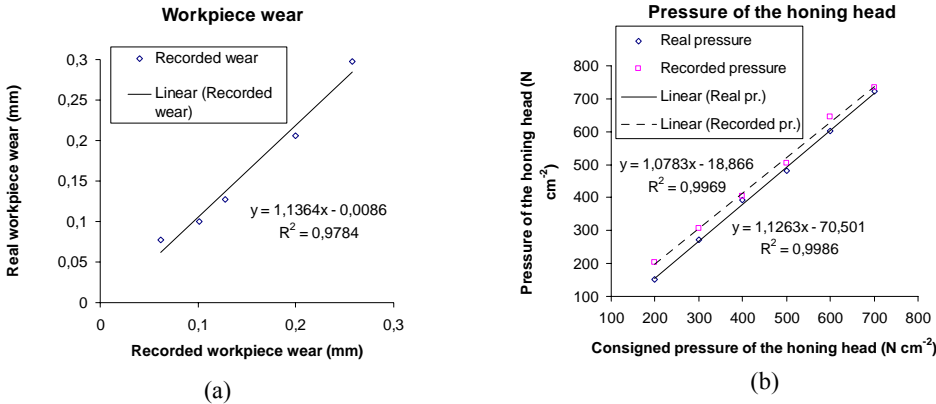 Workpiece wear
Real workpiece wear (mm)
0,3
0,25
0,2
0,15
0,1
0,05
0
Recorded wear
Linear (Recorded
wear)
y = 1,1364x - 0,0086
R² = 0,9784
0 0,1 0,2 0,3
Recorded workpiece wear (mm)
(a)
Pressure of the honing head
Pressure of the honing head (N
cm⁻²)
800
700
600
500
400
300
200
100
Real pressure
Recorded pressure
Linear (Real pr.)
Linear (Recorded pr.)
y = 1,0783x - 18,866
R² = 0,9969
y = 1,1263x - 70,501
R² = 0,9986
100 200 300 400 500 600 700 800
Consigned pressure of the honing head (N cm⁻²)
(b)